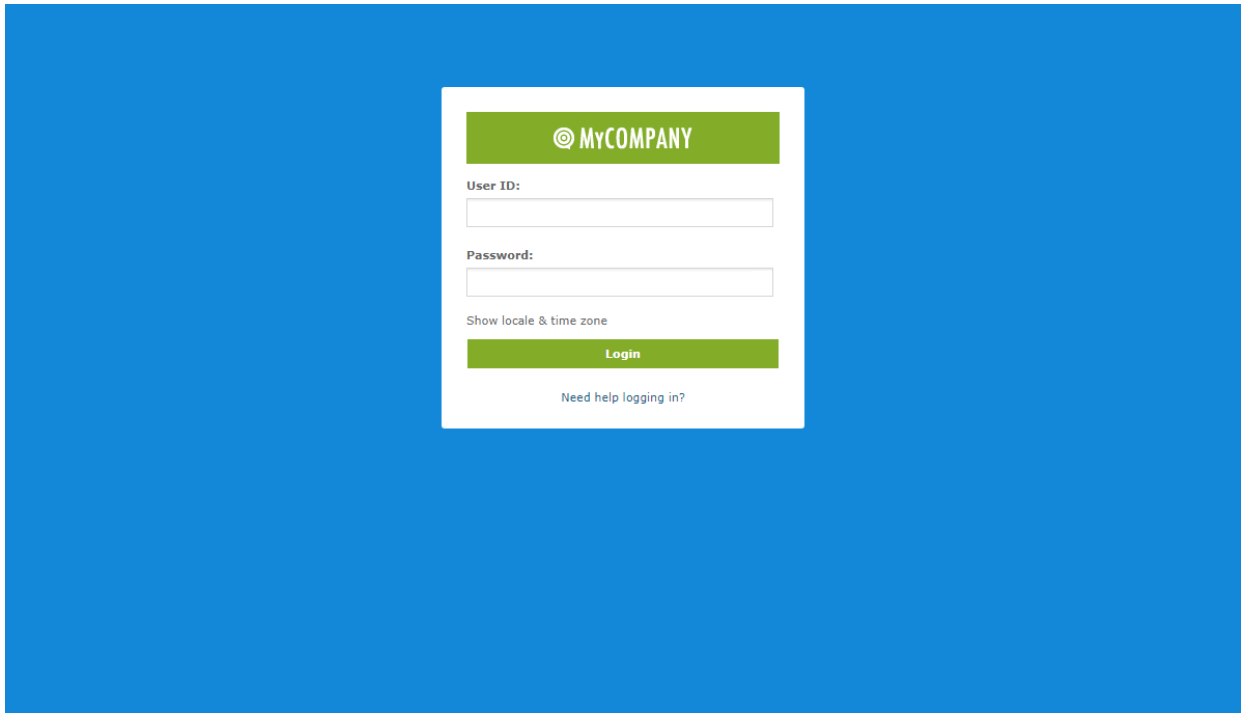 MYCOMPANY
User ID:
Password:
Show locale & time zone
Login
Need help logging in?